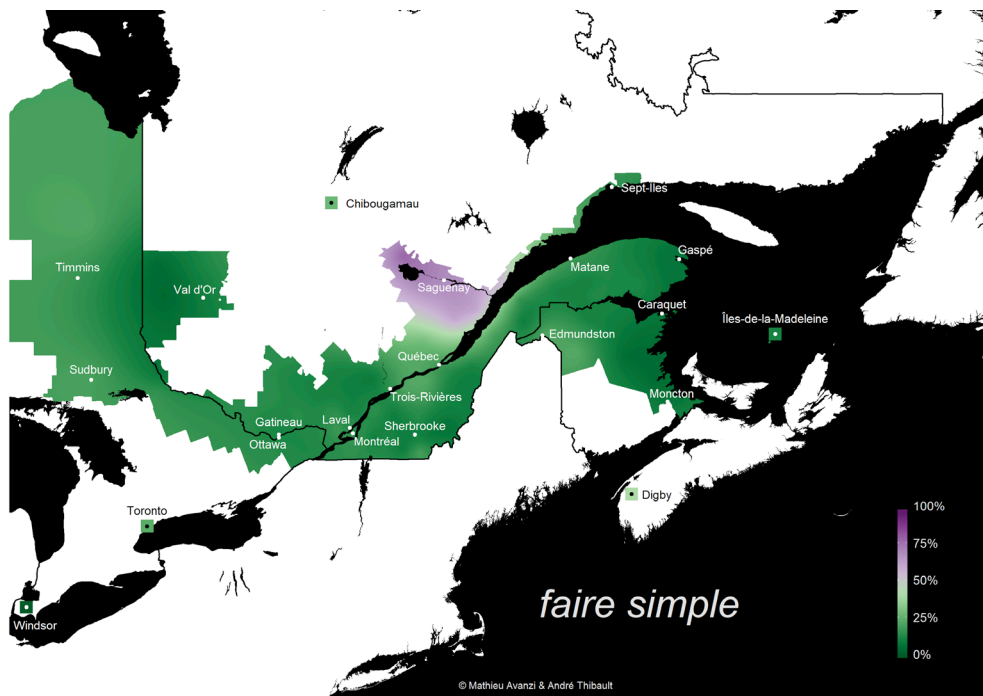 Sept-Iles
Chibougamau
Gaspé
Matane
Timmins
Saguenay
Val d'Or
Caraquet
Îles-de-la-Madeleine
Edmundston
Québec
Sudbury
Trois-Rivières
Moncton
Gatineau
Laval
Sherbrooke
Ottawa
Montréal
Digby
Toronto
100%
75%
50%
faire simple
25%
Windsor
0%
© Mathieu Avanzi & André Thibault